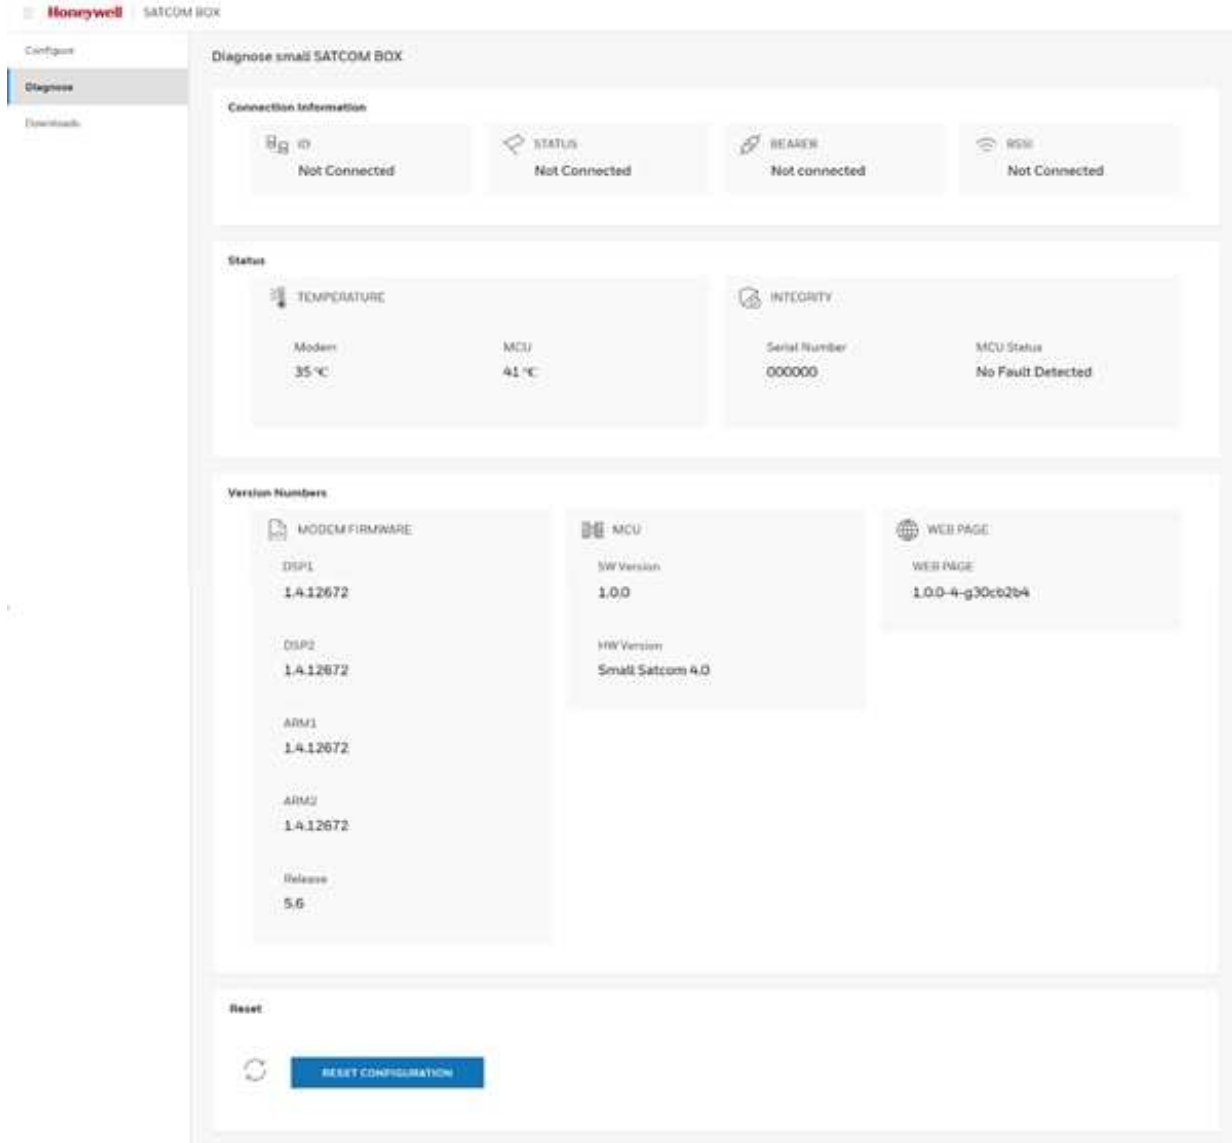 Honeywell SATCOM BOX
Configure
Diagnose
Downloads
Diagnose small SATCOM BOX
Connection Information
ID
Not Connected
STATUS
Not Connected
BEARER
Not connected
RSSI
Not Connected
Status
TEMPERATURE
Modem
35 °C
MCU
41 °C
INTEGRITY
Serial Number
000000
MCU Status
No Fault Detected
Version Numbers
MODEM FIRMWARE
DSP1
1.4.12672
DSP2
1.4.12672
ARM1
1.4.12672
ARM2
1.4.12672
Release
5.6
MCU
SW Version
1.0.0
HW Version
Small Satcom 4.0
WEB PAGE
WEB PAGE
1.0.0-4-g30cb2b4
Reset
RESET CONFIGURATION